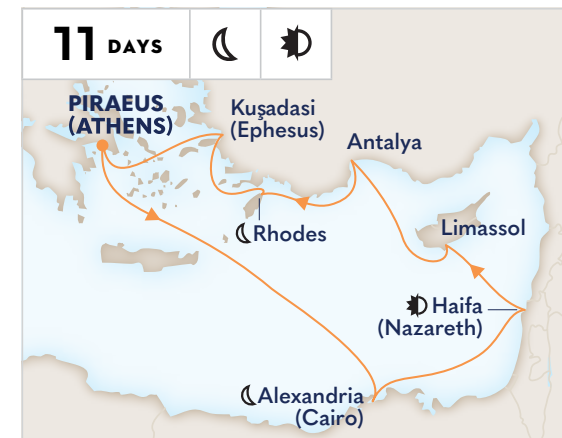 11 DAYS
PIRAEUS
(ATHENS)
Kuşadasi
(Ephesus)
Antalya
Rhodes
Limassol
Haifa
(Nazareth)
Alexandria
(Cairo)